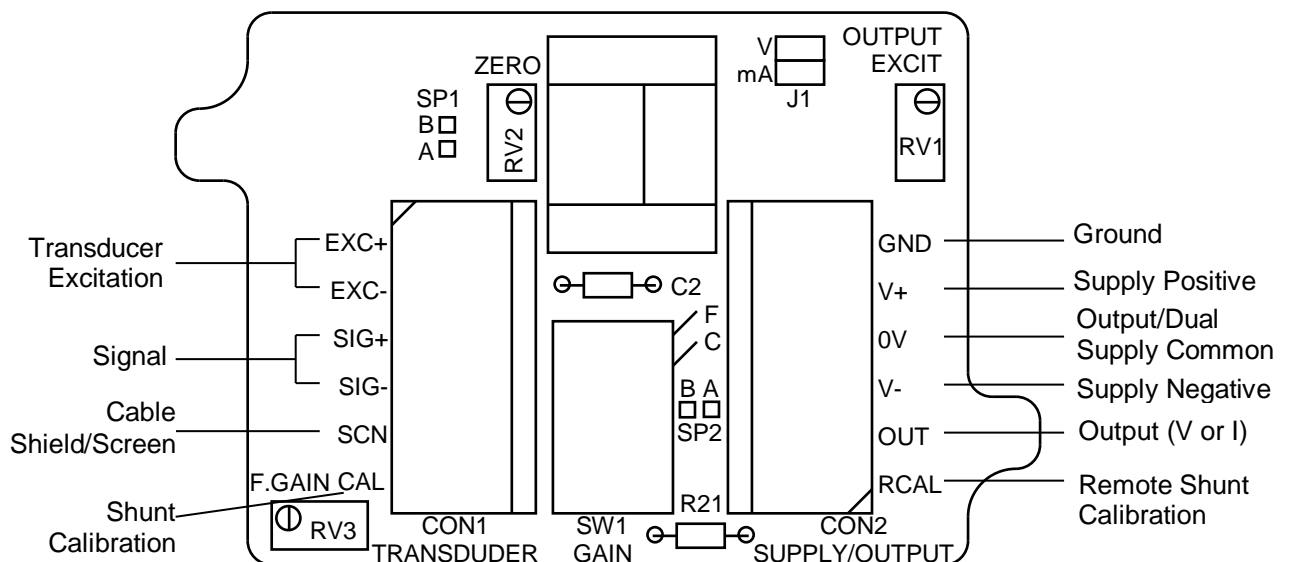 OUTPUT
EXCIT
V
mA
J1
ZERO
SP1
B
A
RV2
RV1
Transducer
Excitation
EXC+
EXC-
Signal
SIG+
SIG-
Cable
Shield/Screen
SCN
F.GAIN CAL
Shunt
Calibration
RV3
CON1
TRANSDUDER
C2
F
C
B A
SP2
SW1
GAIN
R21
CON2
SUPPLY/OUTPUT
GND
V+
0V
V-
OUT
RCAL
Ground
Supply Positive
Output/Dual
Supply Common
Supply Negative
Output (V or I)
Remote Shunt
Calibration